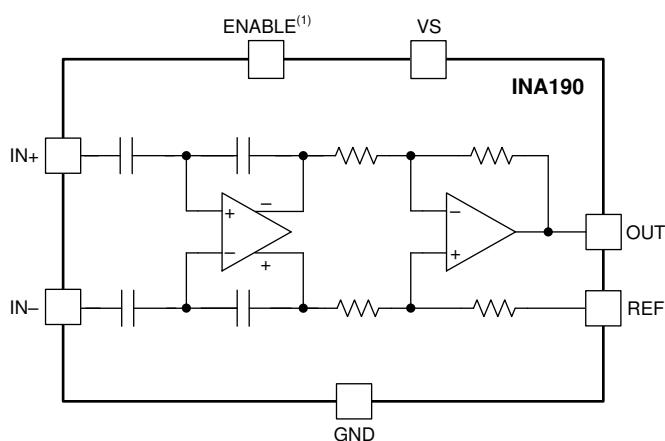 ENABLE(1)
VS
INA190
IN+
–
+
–
–
+
+
OUT
IN–
REF
GND